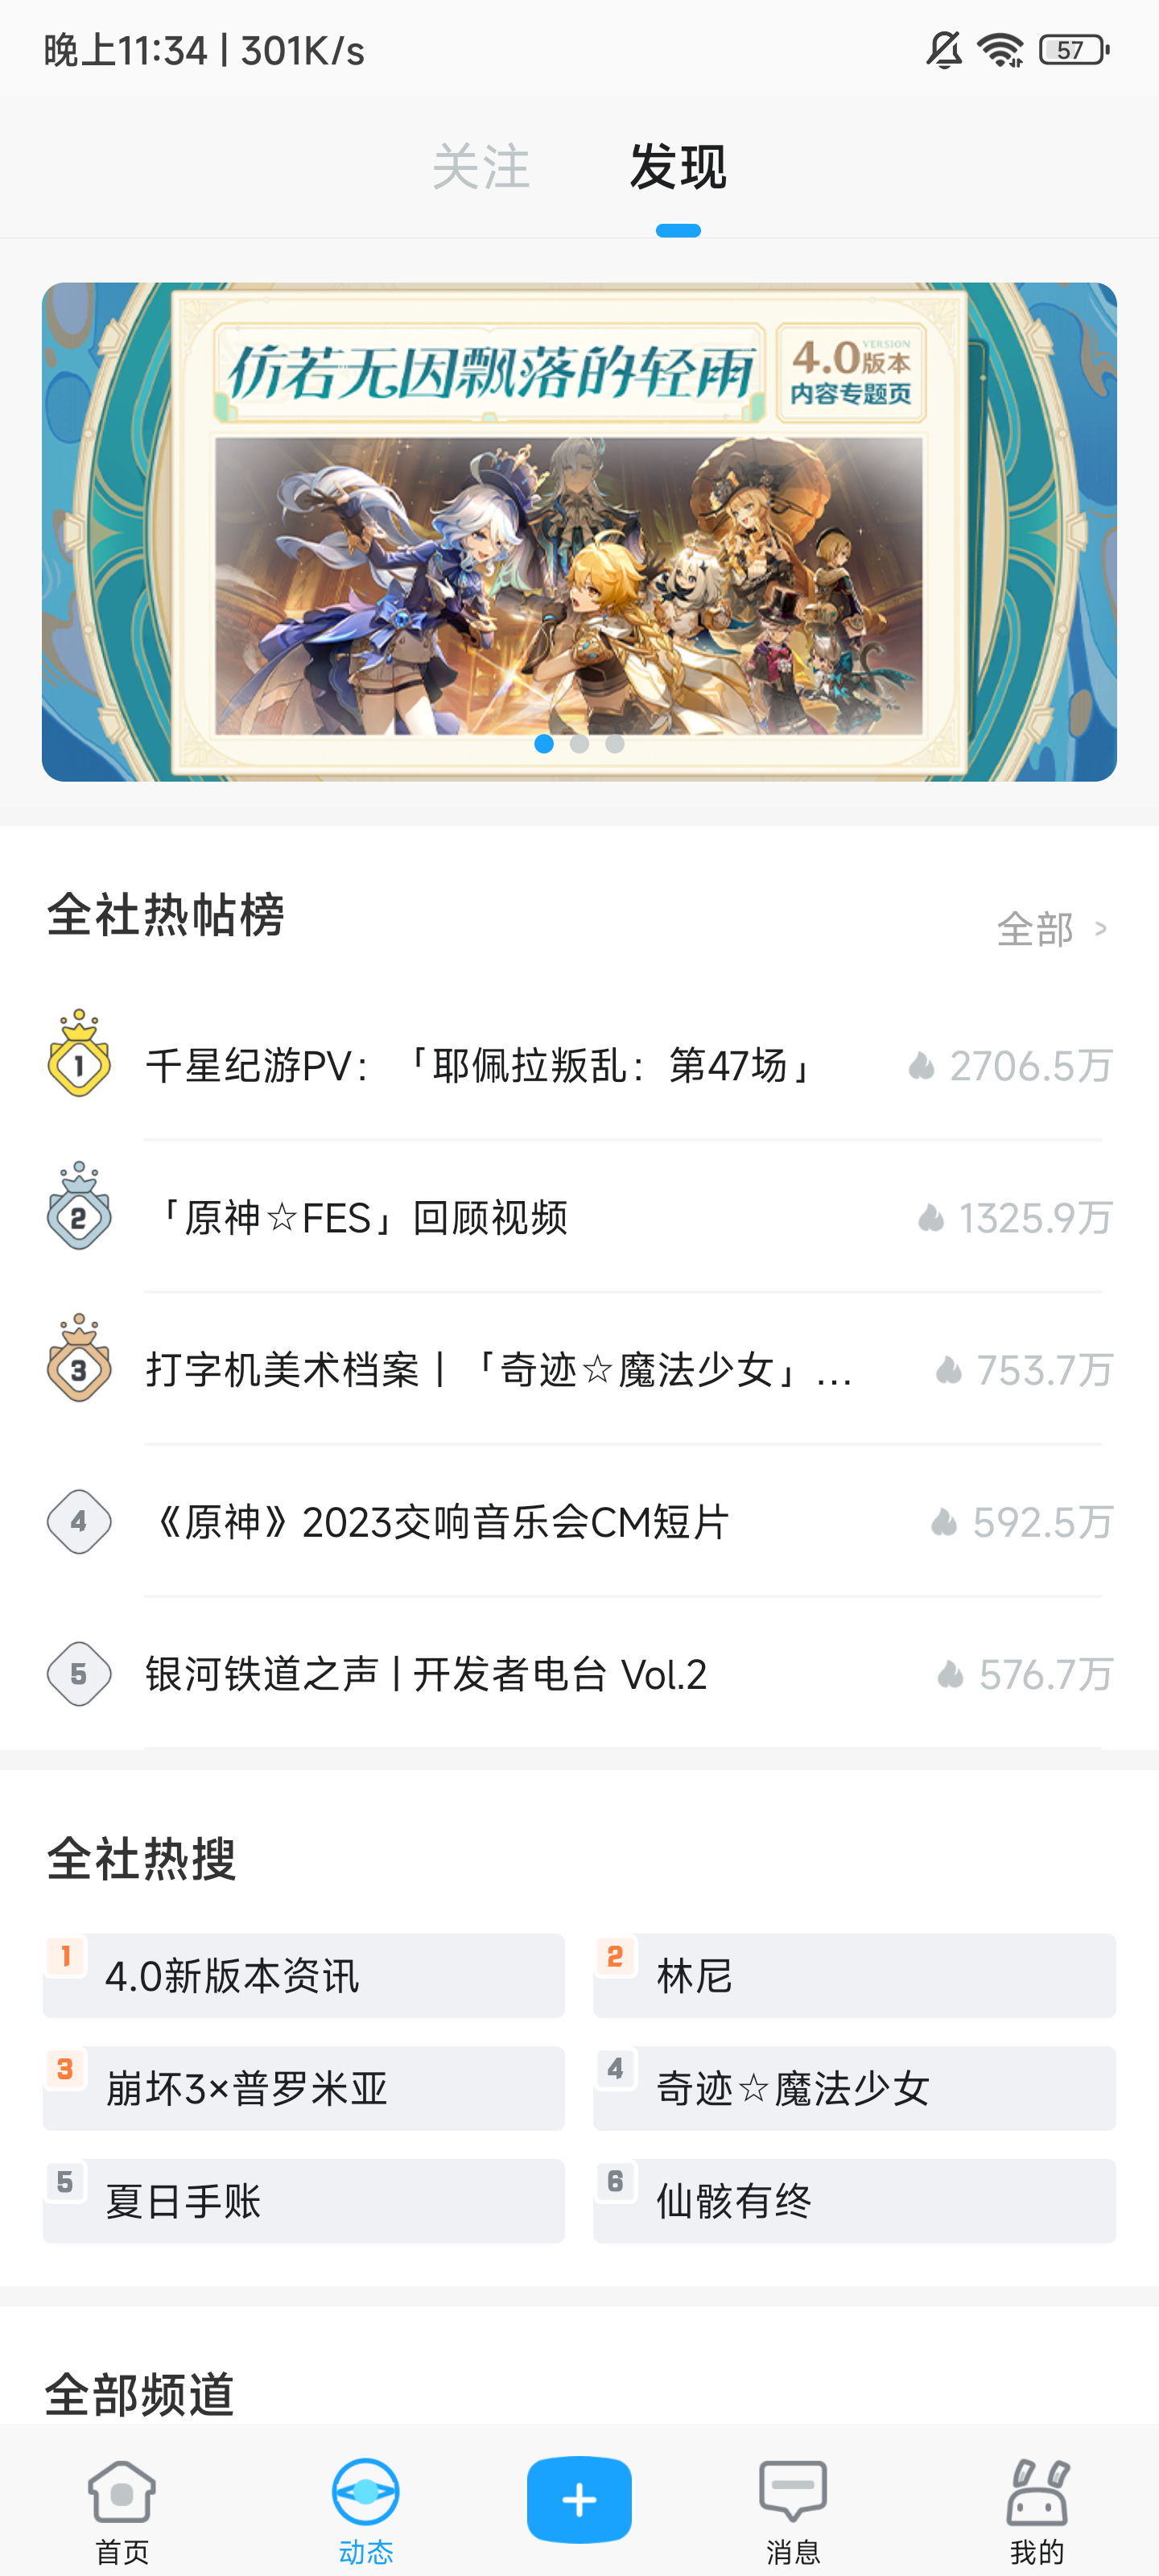 晚上11:34 | 301K/s
57
关注 发现
仿若无因飘落的轻雨
4.0VERSION版本
内容专题页
全社热帖榜
全部 >
1 千星纪游PV：「耶佩拉叛乱：第47场」 2706.5万
2 「原神☆FES」回顾视频 1325.9万
3 打字机美术档案丨「奇迹☆魔法少女」... 753.7万
4 《原神》2023交响音乐会CM短片 592.5万
5 银河铁道之声 | 开发者电台 Vol.2 576.7万
全社热搜
1 4.0新版本资讯
2 林尼
3 崩坏3×普罗米亚
4 奇迹☆魔法少女
5 夏日手账
6 仙骸有终
全部频道
首页 动态 消息 我的